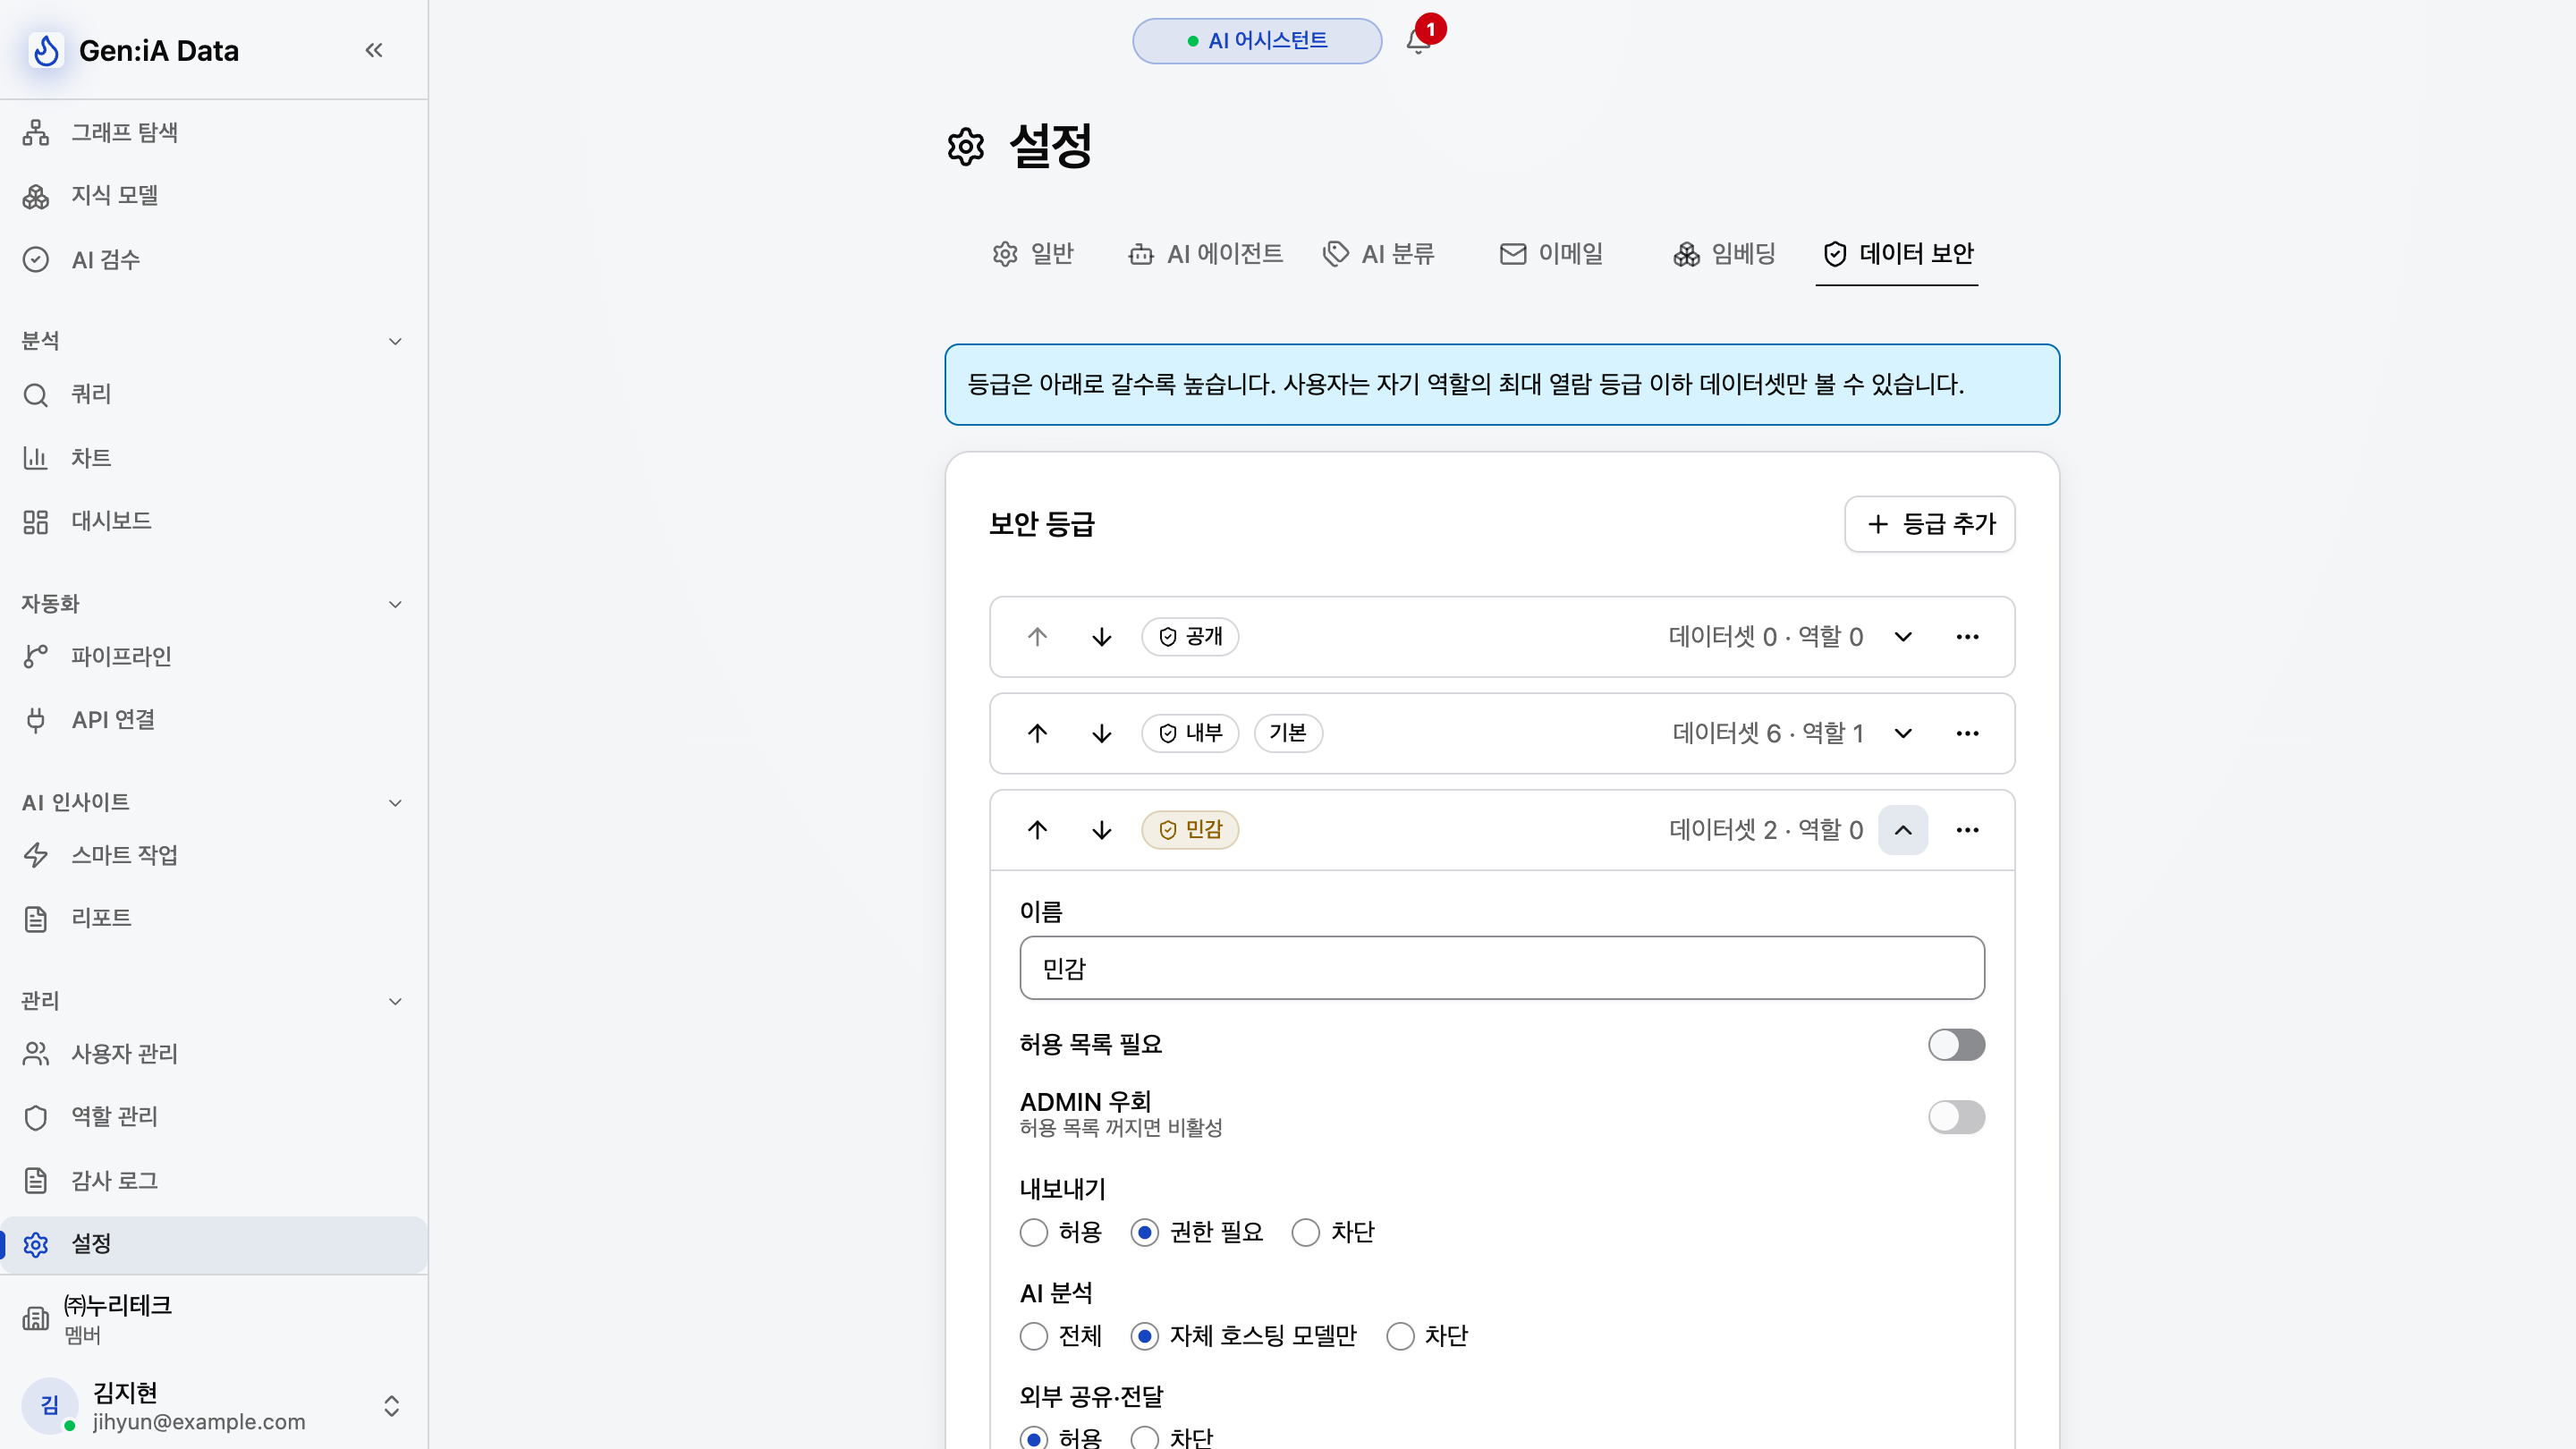 Gen:iA Data
그래프 탐색
지식 모델
AI 검수
분석
쿼리
차트
대시보드
자동화
파이프라인
API 연결
AI 인사이트
스마트 작업
리포트
관리
사용자 관리
역할 관리
감사 로그
설정
㈜누리테크
멤버
김
김지현
jihyun@example.com
AI 어시스턴트
1
설정
일반
AI 에이전트
AI 분류
이메일
임베딩
데이터 보안
등급은 아래로 갈수록 높습니다. 사용자는 자기 역할의 최대 열람 등급 이하 데이터셋만 볼 수 있습니다.
보안 등급
등급 추가
공개
데이터셋 0 · 역할 0
내부 기본
데이터셋 6 · 역할 1
민감
데이터셋 2 · 역할 0
이름
민감
허용 목록 필요
ADMIN 우회
허용 목록 꺼지면 비활성
내보내기
허용 권한 필요 차단
AI 분석
전체 자체 호스팅 모델만 차단
외부 공유·전달
허용 차단